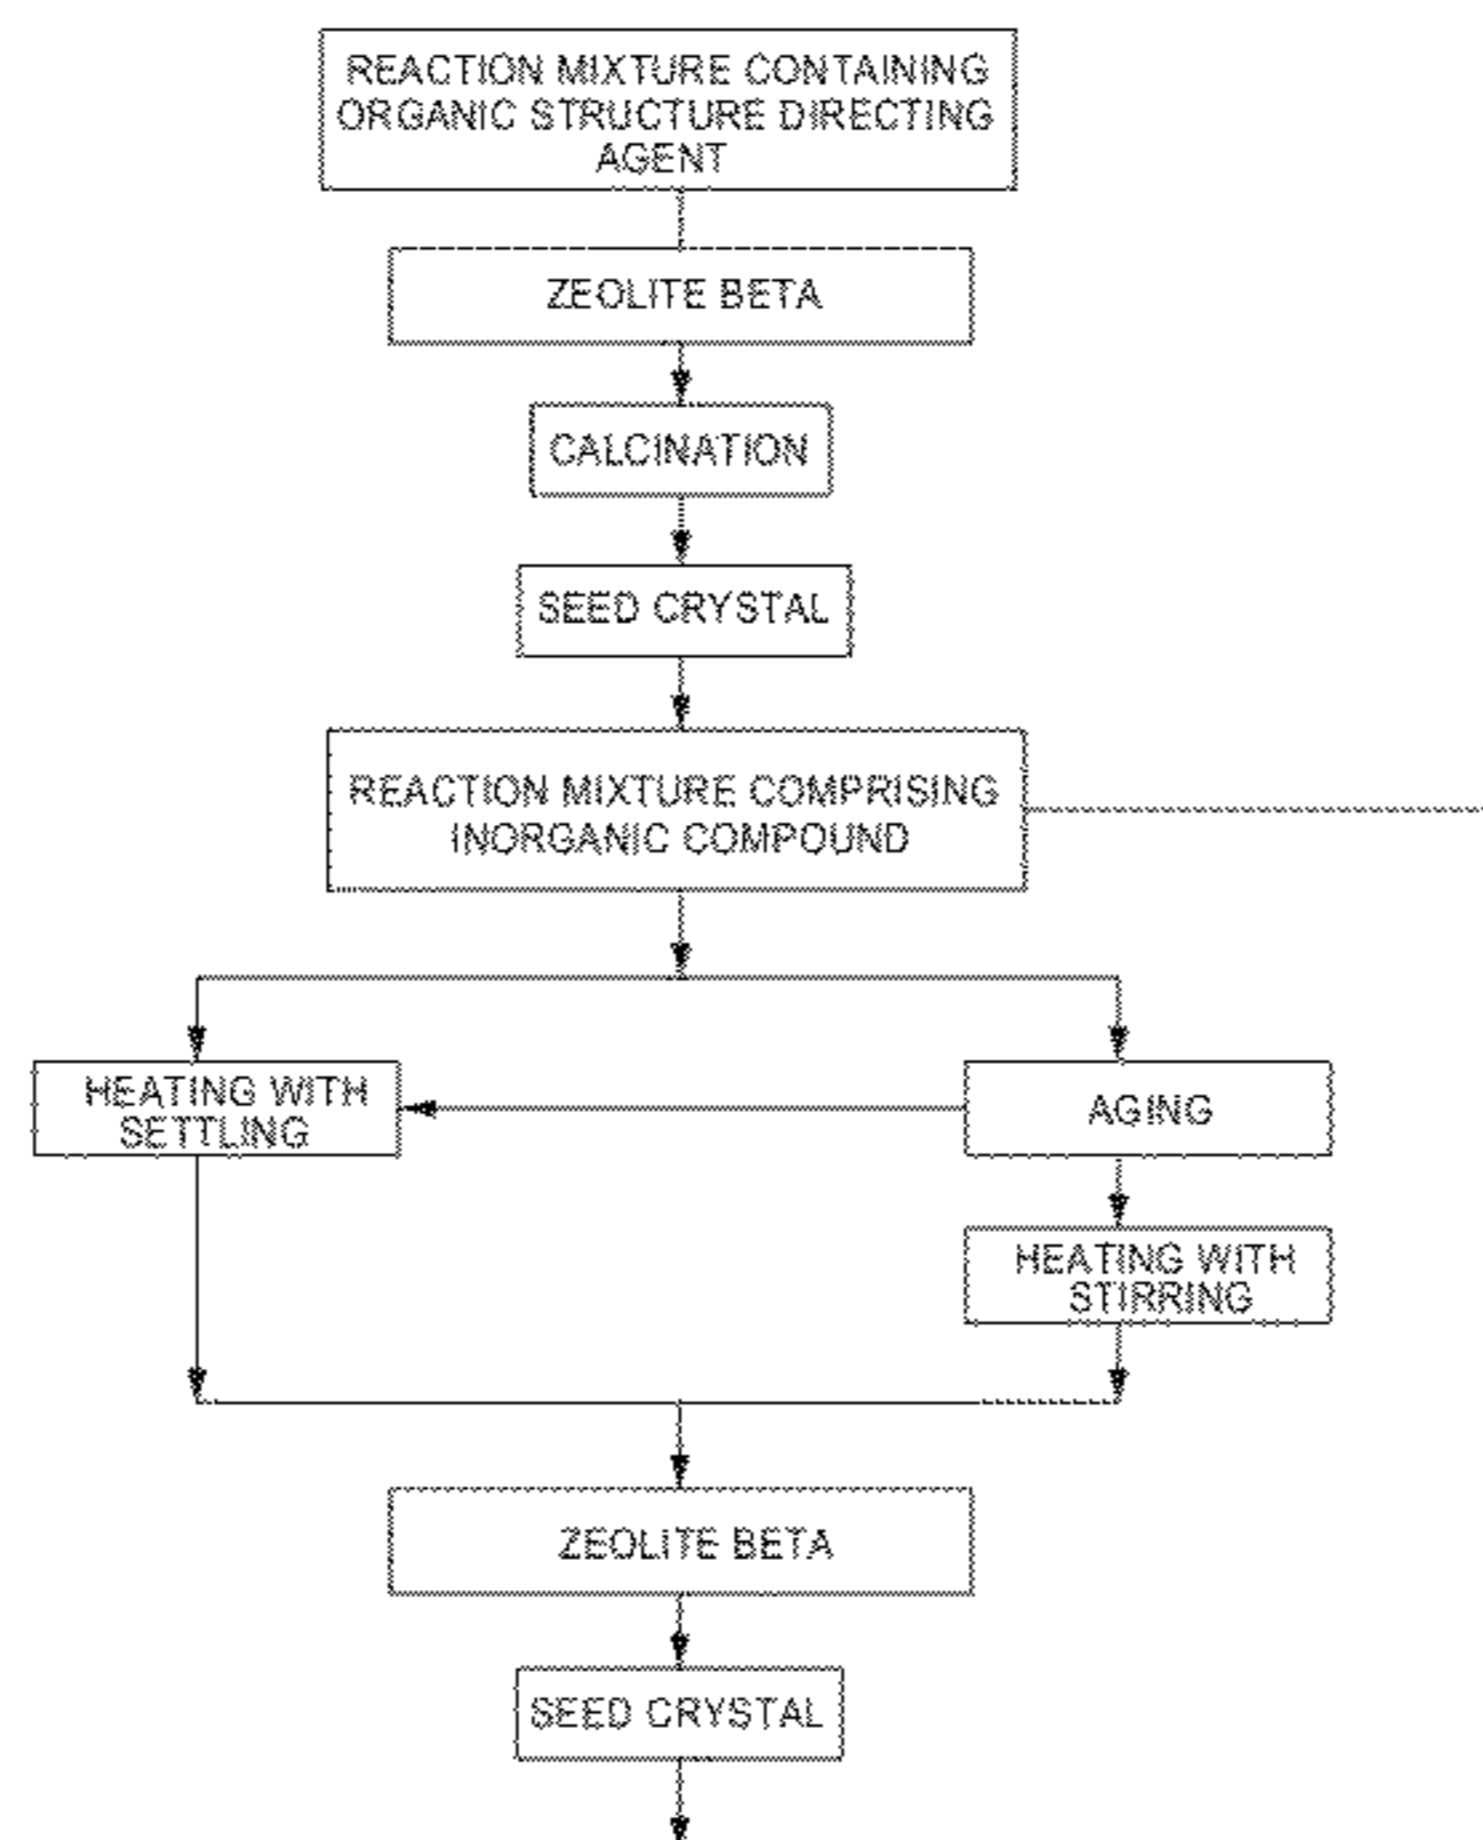 REACTION MIXTURE CONTAINING
ORGANIC STRUCTURE DIRECTING
AGENT
ZEOLITE BETA
CALCINATION
SEED CRYSTAL
REACTION MIXTURE COMPRISING
INORGANIC COMPOUND
HEATING WITH
SETTLING
AGING
HEATING WITH
STIRRING
ZEOLITE BETA
SEED CRYSTAL